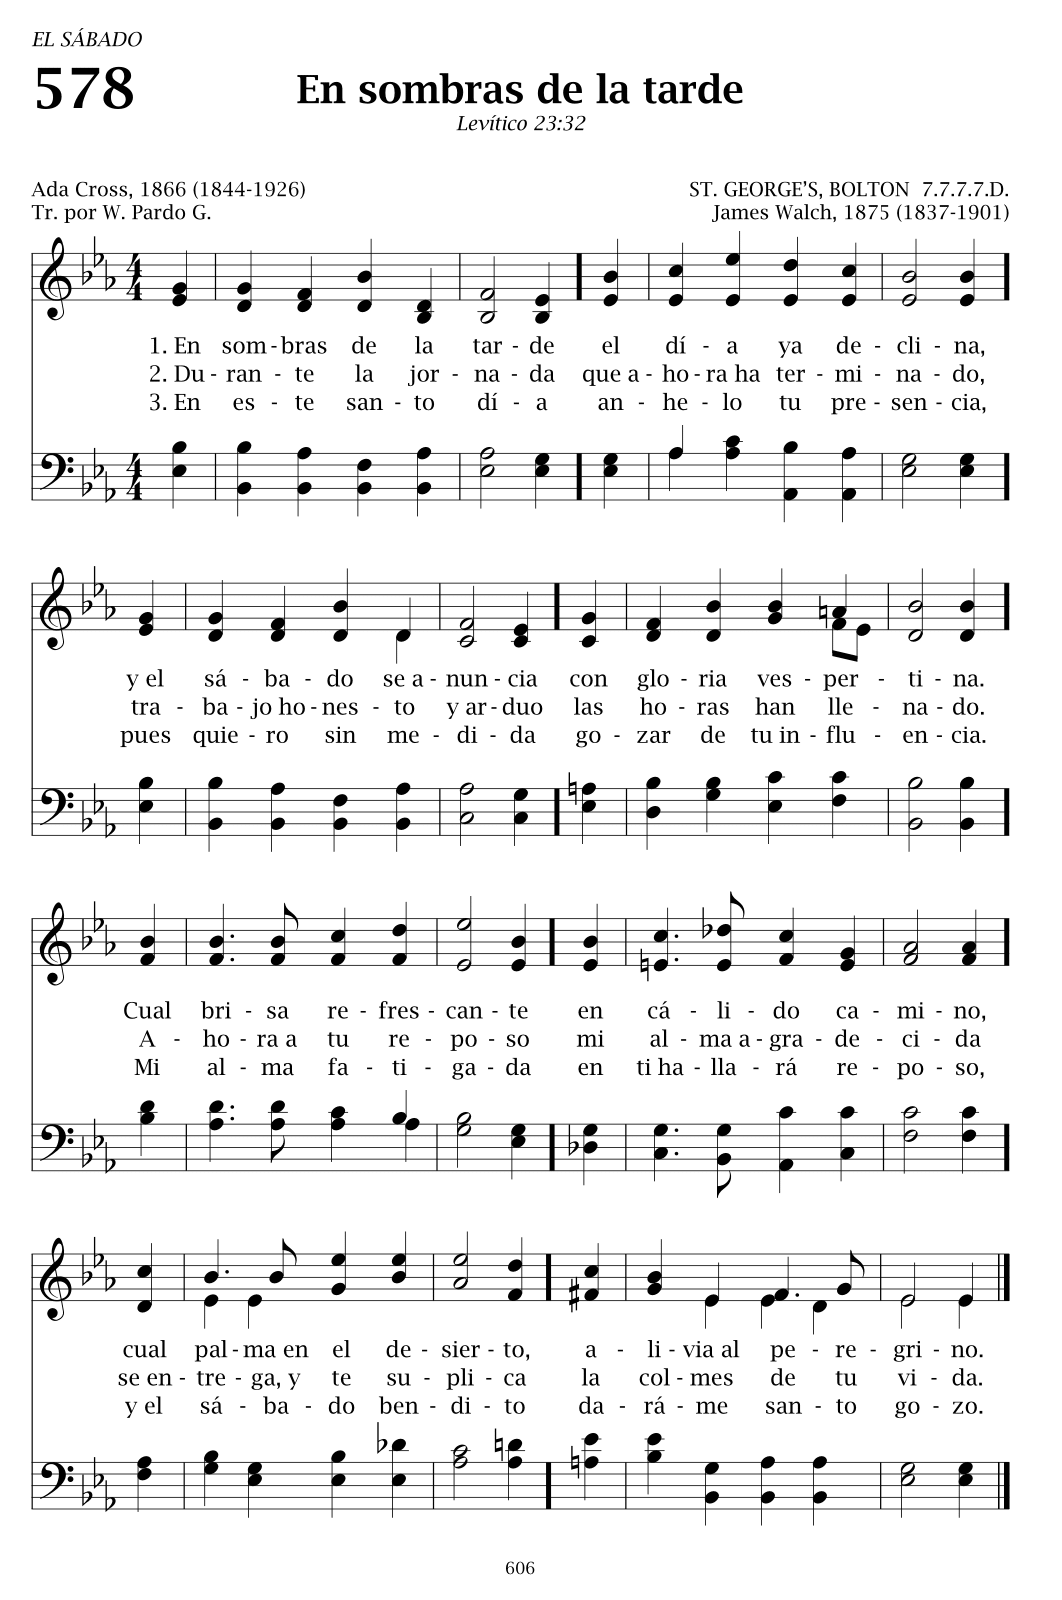 EL SÁBADO
578
En sombras de la tarde
Levítico 23:32
Ada Cross, 1866 (1844-1926)
ST. GEORGE'S, BOLTON 7.7.7.7.D.
Tr. por W. Pardo G.
James Walch, 1875 (1837-1901)
1. En som - bras de la tar - de el dí - a ya de - cli - na,
2. Du - ran - te la jor - na - da que a - ho - ra ha ter - mi - na - do,
3. En es - te san - to dí - a an - he - lo tu pre - sen - cia,
y el sá - ba - do se a - nun - cia con glo - ria ves - per - ti - na.
tra - ba - jo ho - nes - to y ar - duo las ho - ras han lle - na - do.
pues quie - ro sin me - di - da go - zar de tu in - flu - en - cia.
Cual bri - sa re - fres - can - te en cá - li - do ca - mi - no,
A - ho - ra a tu re - po - so mi al - ma a - gra - de - ci - da
Mi al - ma fa - ti - ga - da en ti ha - lla - rá re - po - so,
cual pal - ma en el de - sier - to, a - li - via al pe - re - gri - no.
se en - tre - ga, y te su - pli - ca la col - mes de tu vi - da.
y el sá - ba - do ben - di - to da - rá - me san - to go - zo.
606